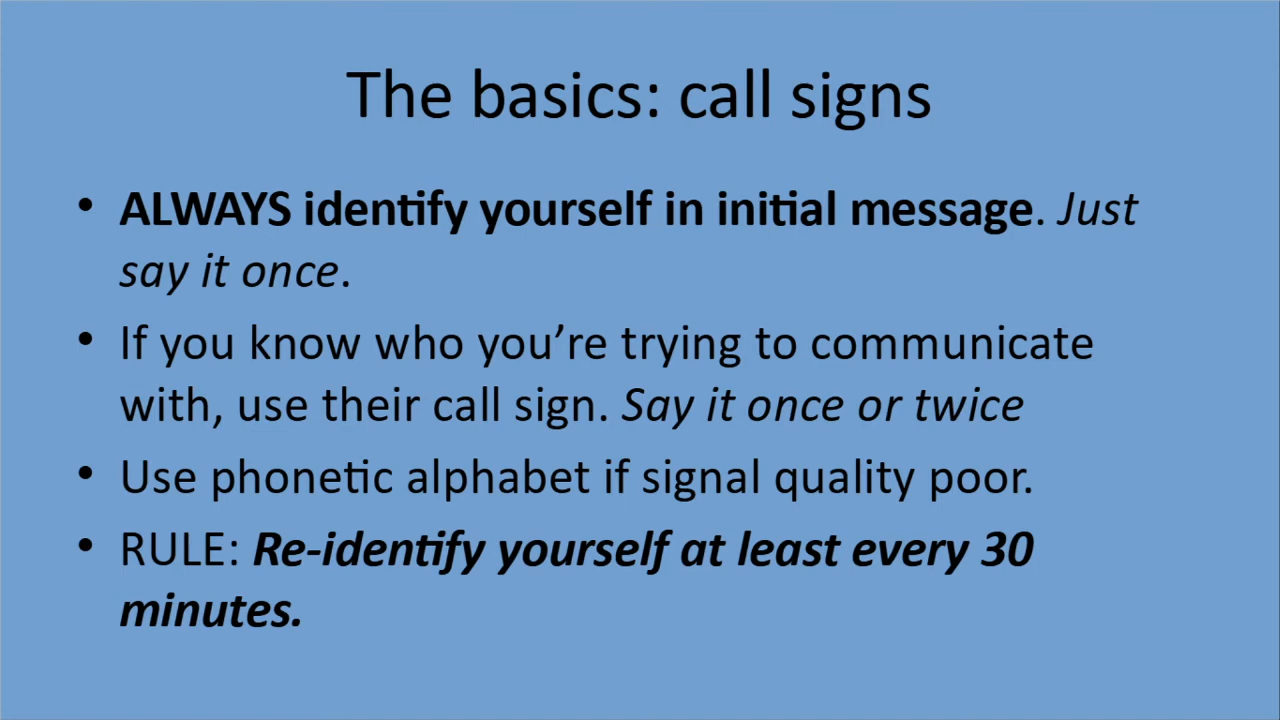 The basics: call signs
• ALWAYS identify yourself in initial message. Just
say it once.
• If you know who you’re trying to communicate
with, use their call sign. Say it once or twice
• Use phonetic alphabet if signal quality poor.
• RULE: Re-identify yourself at least every 30
minutes.